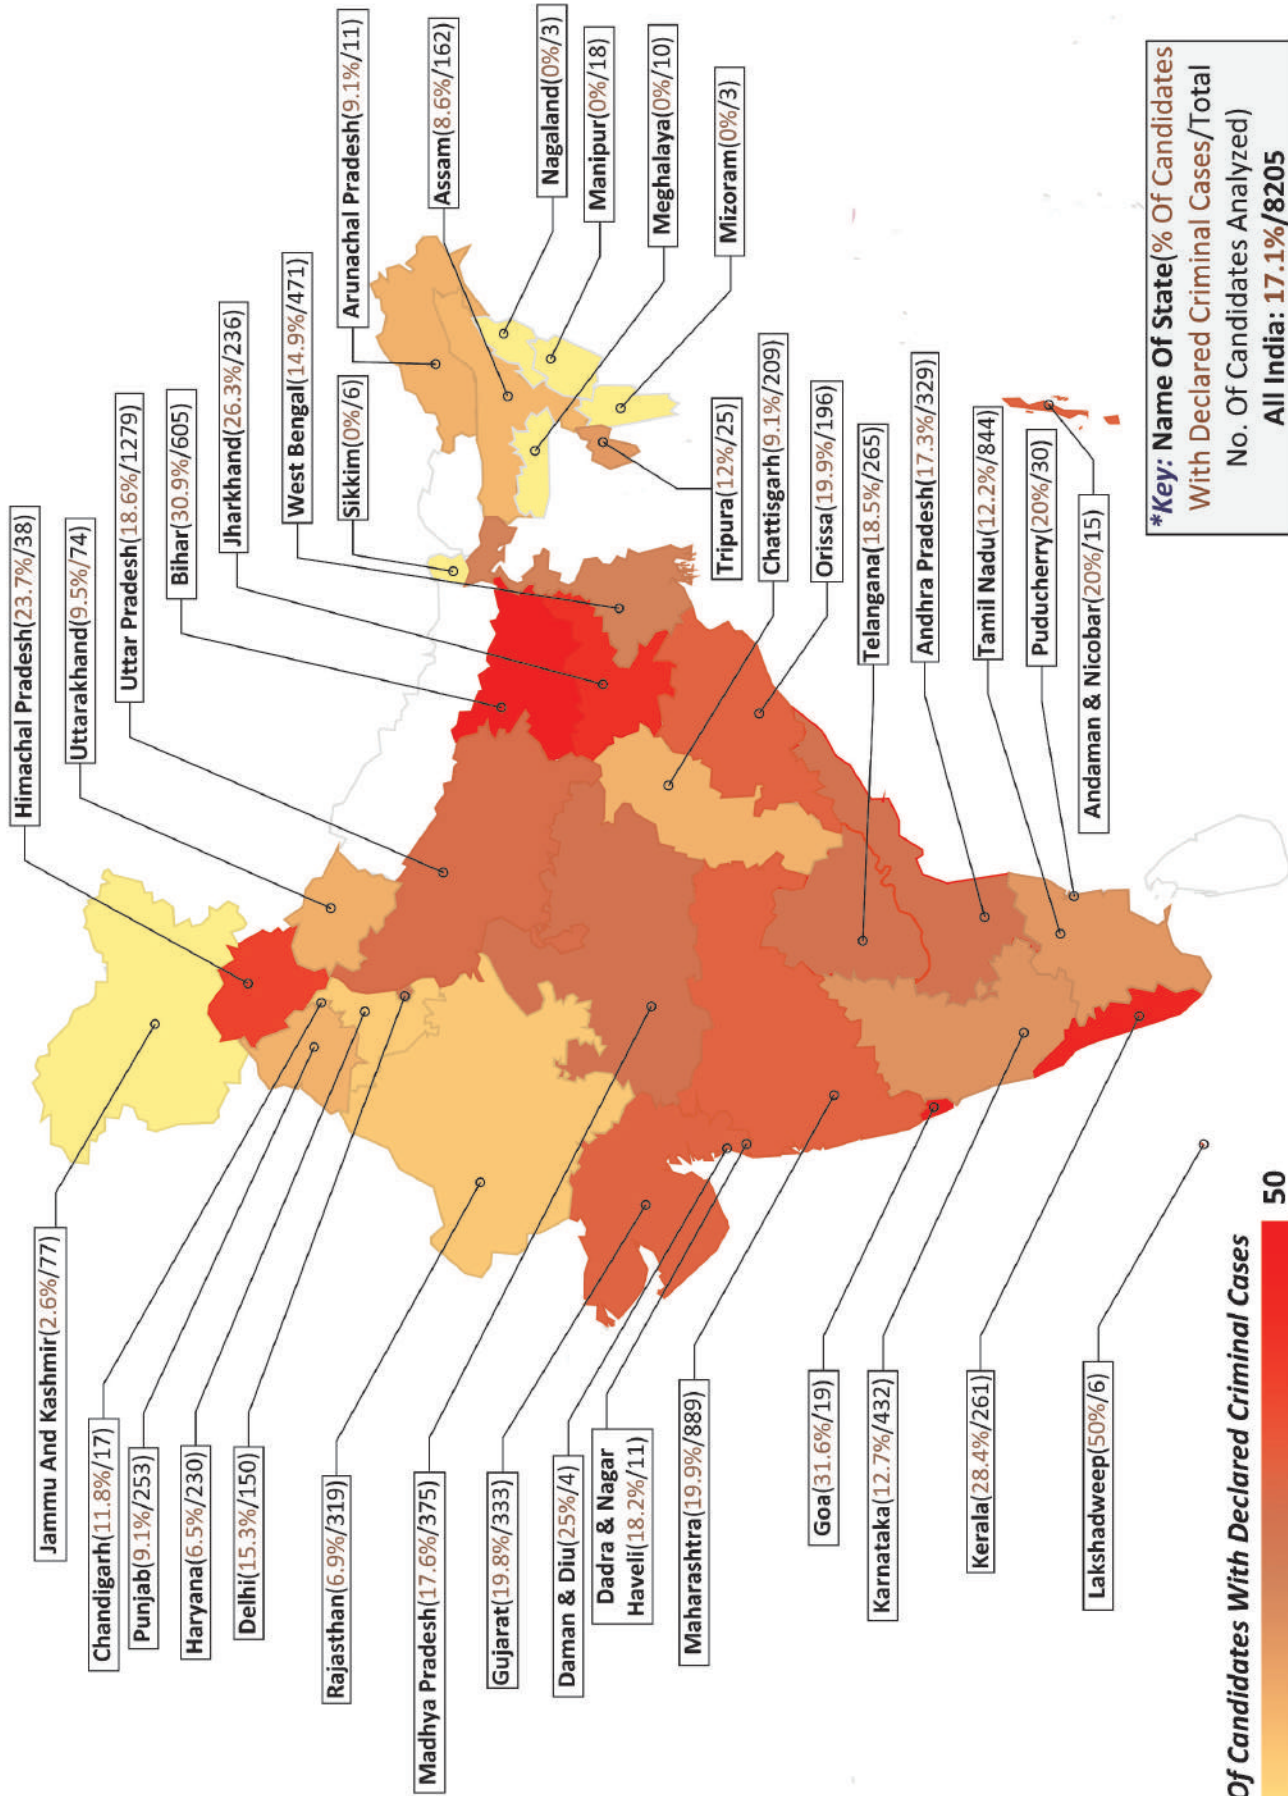 Himachal Pradesh(23.7%/38)
Uttarakhand(9.5%/74)
Uttar Pradesh(18.6%/1279)
Bihar(30.9%/605)
Jharkhand(26.3%/236)
West Bengal(14.9%/471)
Sikkim(0%/6)
Arunachal Pradesh(9.1%/11)
Assam(8.6%/162)
Nagaland(0%/3)
Manipur(0%/18)
Meghalaya(0%/10)
Mizoram(0%/3)
Tripura(12%/25)
Chattisgarh(9.1%/209)
Orissa(19.9%/196)
Telangana(18.5%/265)
Andhra Pradesh(17.3%/329)
Tamil Nadu(12.2%/844)
Puducherry(20%/30)
Andaman & Nicobar(20%/15)
Jammu And Kashmir(2.6%/77)
Chandigarh(11.8%/17)
Punjab(9.1%/253)
Haryana(6.5%/230)
Delhi(15.3%/150)
Rajasthan(6.9%/319)
Madhya Pradesh(17.6%/375)
Gujarat(19.8%/333)
Daman & Diu(25%/4)
Dadra & Nagar
Haveli(18.2%/11)
Maharashtra(19.9%/889)
Goa(31.6%/19)
Karnataka(12.7%/432)
Kerala(28.4%/261)
Lakshadweep(50%/6)
*Key: Name Of State(% Of Candidates
With Declared Criminal Cases/Total
No. Of Candidates Analyzed)
All India: 17.1%/8205
Of Candidates With Declared Criminal Cases
50